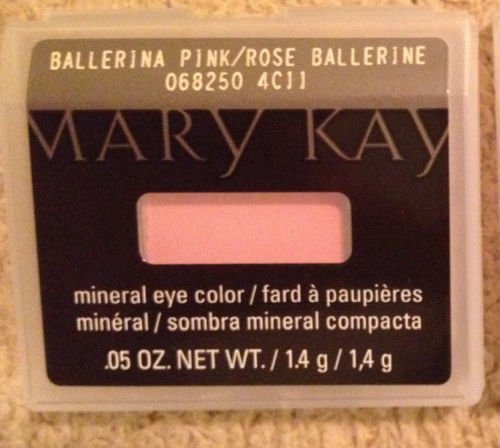 BALLERINA PINK/ROSE BALLERINE
068250 4C11
MARY KAY
mineral eye color / fard à paupières
minéral / sombra mineral compacta
.05 OZ. NET WT. / 1.4 g / 1,4 g